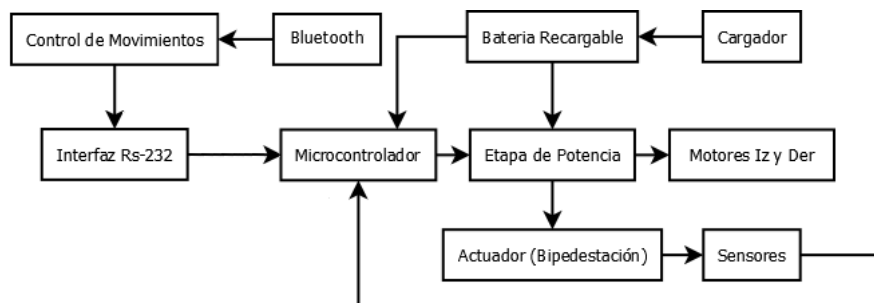 Control de Movimientos
Bluetooth
Bateria Recargable
Cargador
Interfaz Rs-232
Microcontrolador
Etapa de Potencia
Motores Iz y Der
Actuador (Bipedestación)
Sensores